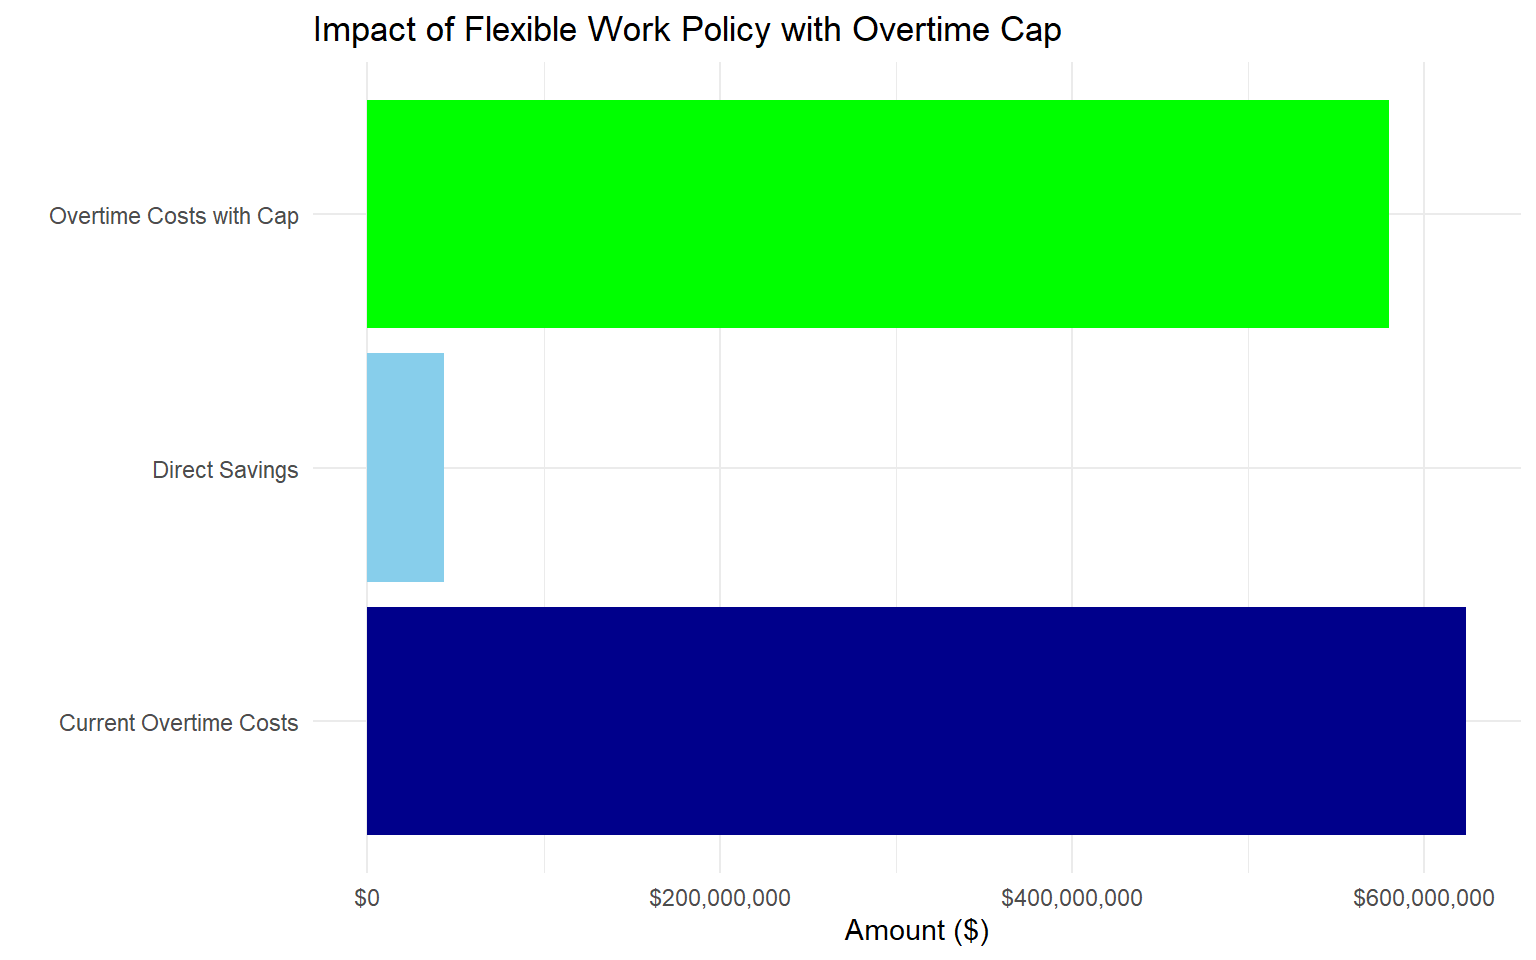 Impact of Flexible Work Policy with Overtime Cap
Overtime Costs with Cap
Direct Savings
Current Overtime Costs
$0
$200,000,000
$400,000,000
$600,000,000
Amount ($)